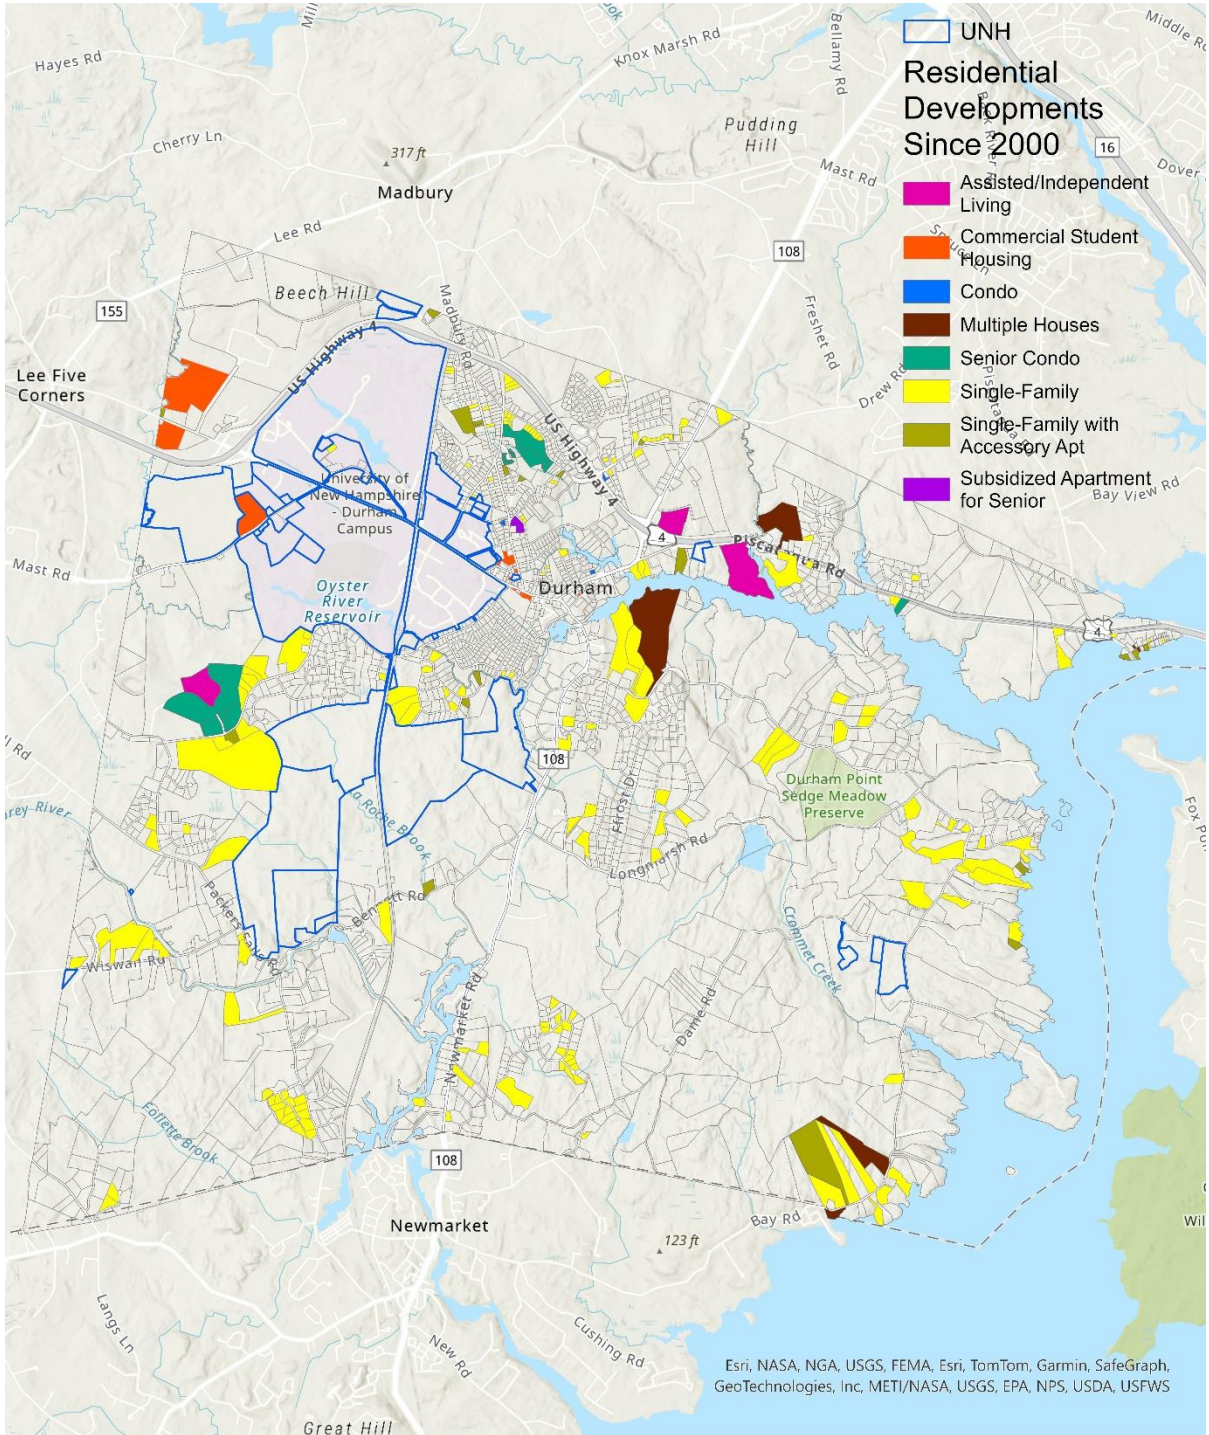 UNH
Residential
Developments
Since 2000
Assisted/Independent
Living
Commercial Student
Housing
Condo
Multiple Houses
Senior Condo
Single-Family
Single-Family with
Accessory Apt
Subsidized Apartment
for Senior
Hayes Rd
Knox Marsh Rd
Bellamy Rd
Middle Rd
Cherry Ln
317 ft
Madbury
Pudding
Hill
Mast Rd
16
Dover
Lee Rd
108
155
Beech Hill
Madbury Rd
US Highway 4
Freshet Rd
Lee Five
Corners
Drew Rd
US Highway 4
Bay View Rd
University of
New Hampshire
- Durham
Campus
4
Piscataqua Rd
Mast Rd
Oyster
River
Reservoir
Durham
4
108
Durham Point
Sedge Meadow
Preserve
La Roche Brook
Ffrost Dr
Longmarsh Rd
Packers Falls Rd
Bennett Rd
Wiswall Rd
Crommet Creek
Newmarket Rd
Dame Rd
Follette Brook
108
Newmarket
Bay Rd
123 ft
Langs Ln
New Rd
Cushing Rd
Great Hill
Esri, NASA, NGA, USGS, FEMA, Esri, TomTom, Garmin, SafeGraph,
GeoTechnologies, Inc, METI/NASA, USGS, EPA, NPS, USDA, USFWS